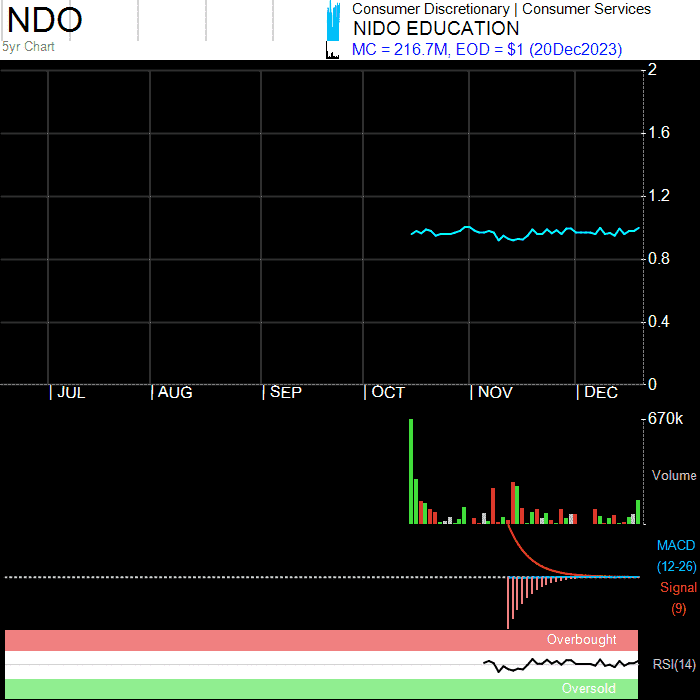 NDO
5yr Chart
Consumer Discretionary | Consumer Services
NIDO EDUCATION
MC = 216.7M, EOD = $1 (20Dec2023)
2
1.6
1.2
0.8
0.4
0
| JUL | AUG | SEP | OCT | NOV | DEC
670k
Volume
MACD
(12-26)
Signal
(9)
Overbought
RSI(14)
Oversold